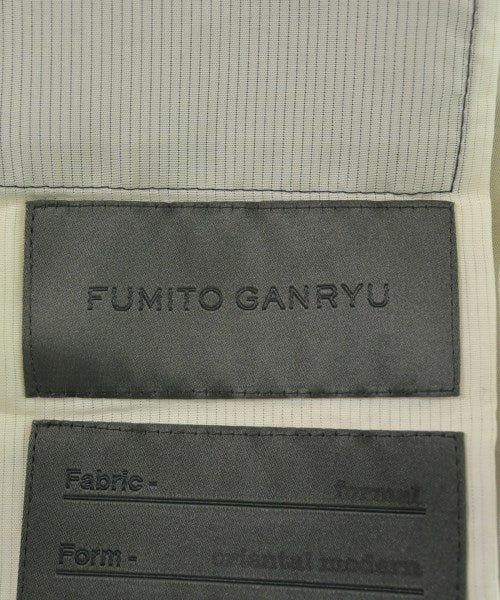 FUMITO GANRYU
Fabric - formal
Form - oriental modern